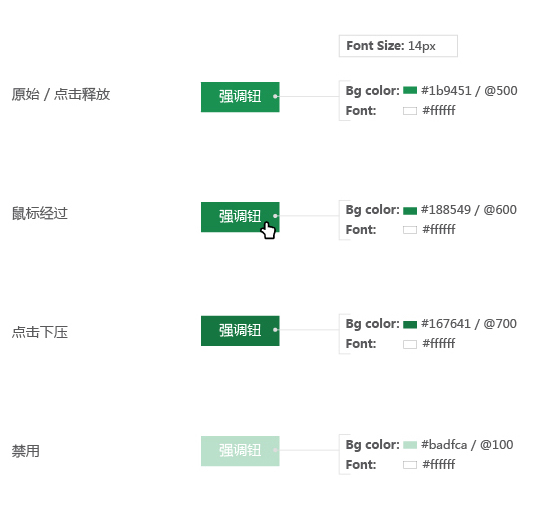 Font Size: 14px
原始 / 点击释放
强调钮
Bg color: #1b9451 / @500
Font: #ffffff
鼠标经过
强调钮
Bg color: #188549 / @600
Font: #ffffff
点击下压
强调钮
Bg color: #167641 / @700
Font: #ffffff
禁用
强调钮
Bg color: #badfca / @100
Font: #ffffff